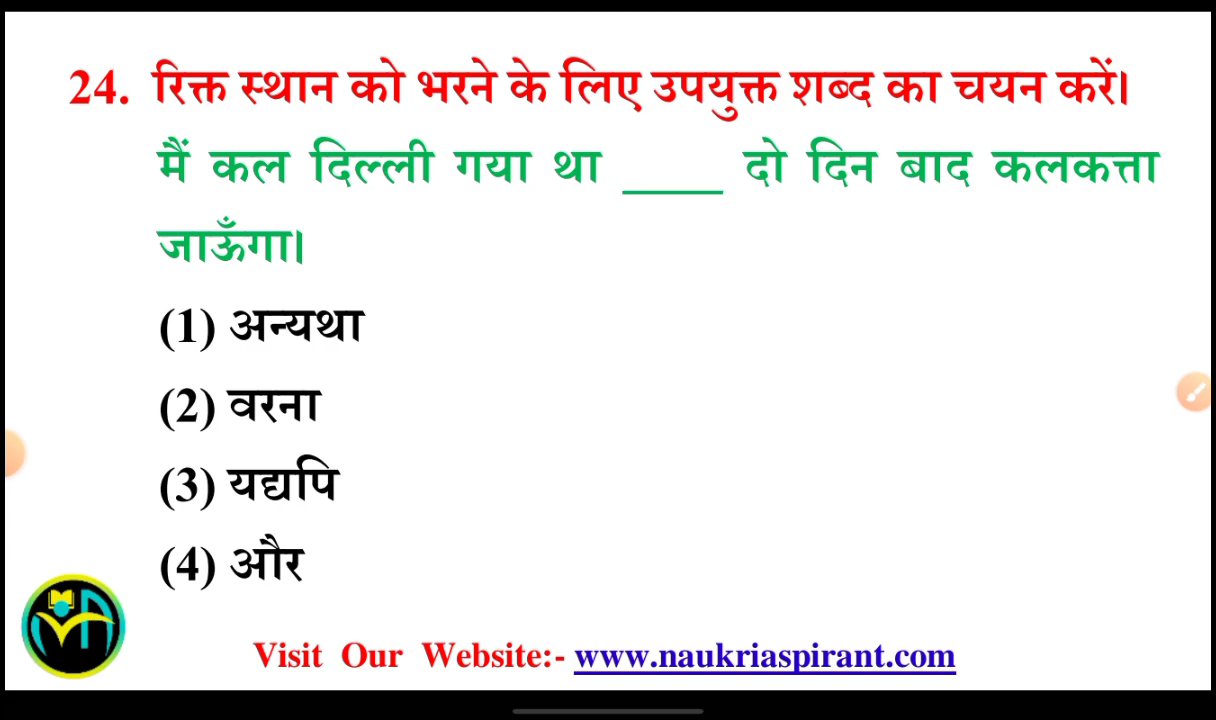 24. रिक्त स्थान को भरने के लिए उपयुक्त शब्द का चयन करें।
मैं कल दिल्ली गया था ____ दो दिन बाद कलकत्ता
जाऊँगा।
(1) अन्यथा
(2) वरना
(3) यद्यपि
(4) और
Visit Our Website:- www.naukriaspirant.com